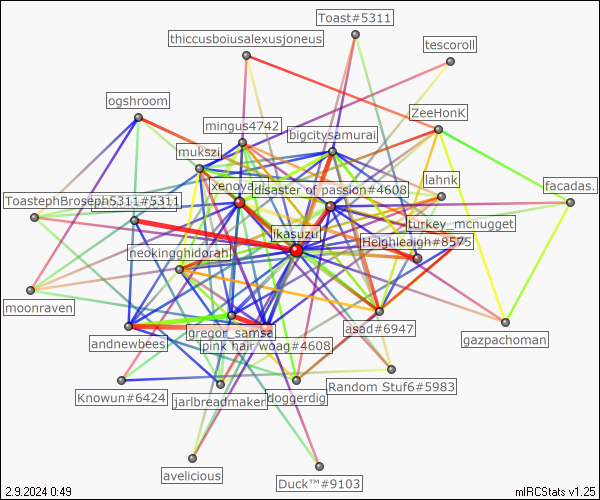 Toast#5311
thiccusboiusalexusjoneus
tescoroll
ogshroom
ZeeHonK
mingus4742
bigcitysamurai
mukszi
xenoya
disaster of passion#4608
lahnk
facadas.
ToastephBroseph5311#5311
turkey_mcnugget
Ikasuzu
Heighleaigh#8575
neokingghidorah
moonraven
gregor_samsa
asad#6947
andnewbees
pink hair woag#4608
gazpachoman
Random Stuf6#5983
Knowun#6424
jarlbreadmaker
doggerdig
avelicious
Duck™#9103
2.9.2024 0:49
mIRCStats v1.25